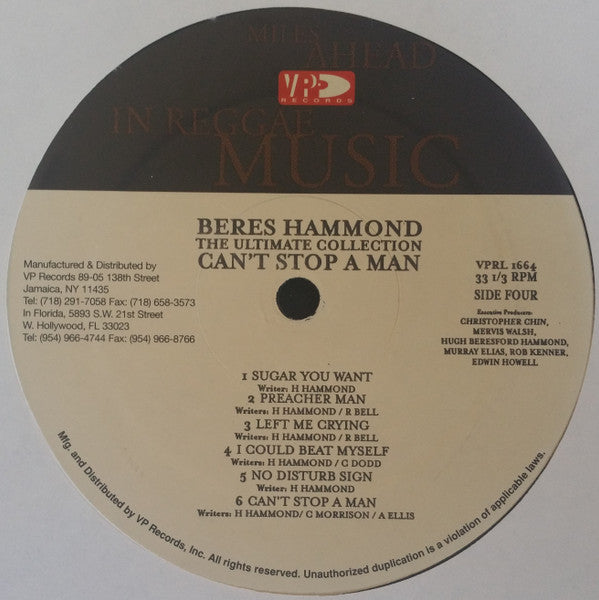 MILES
AHEAD
VP
RECORDS
IN REGGAE
MUSIC
BERES HAMMOND
THE ULTIMATE COLLECTION
CAN'T STOP A MAN
Manufactured & Distributed by
VP Records 89-05 138th Street
Jamaica, NY 11435
Tel: (718) 291-7058 Fax: (718) 658-3573
In Florida, 5893 S.W. 21st Street
W. Hollywood, FL 33023
Tel: (954) 966-4744 Fax: (954) 966-8766
VPRL 1664
33 1/3 RPM
SIDE FOUR
Executive Producers:
CHRISTOPHER CHIN,
MERVIS WALSH,
HUGH BERESFORD HAMMOND,
MURRAY ELIAS, ROB KENNER,
EDWIN HOWELL
1 SUGAR YOU WANT
Writer: H HAMMOND
2 PREACHER MAN
Writers: H HAMMOND / R BELL
3 LEFT ME CRYING
Writers: H HAMMOND / R BELL
4 I COULD BEAT MYSELF
Writers: H HAMMOND / C DODD
5 NO DISTURB SIGN
Writer: H HAMMOND
6 CAN'T STOP A MAN
Writers: H HAMMOND/ C MORRISON / A ELLIS
Mfg. and Distributed by VP Records, Inc. All rights reserved. Unauthorized duplication is a violation of applicable laws.